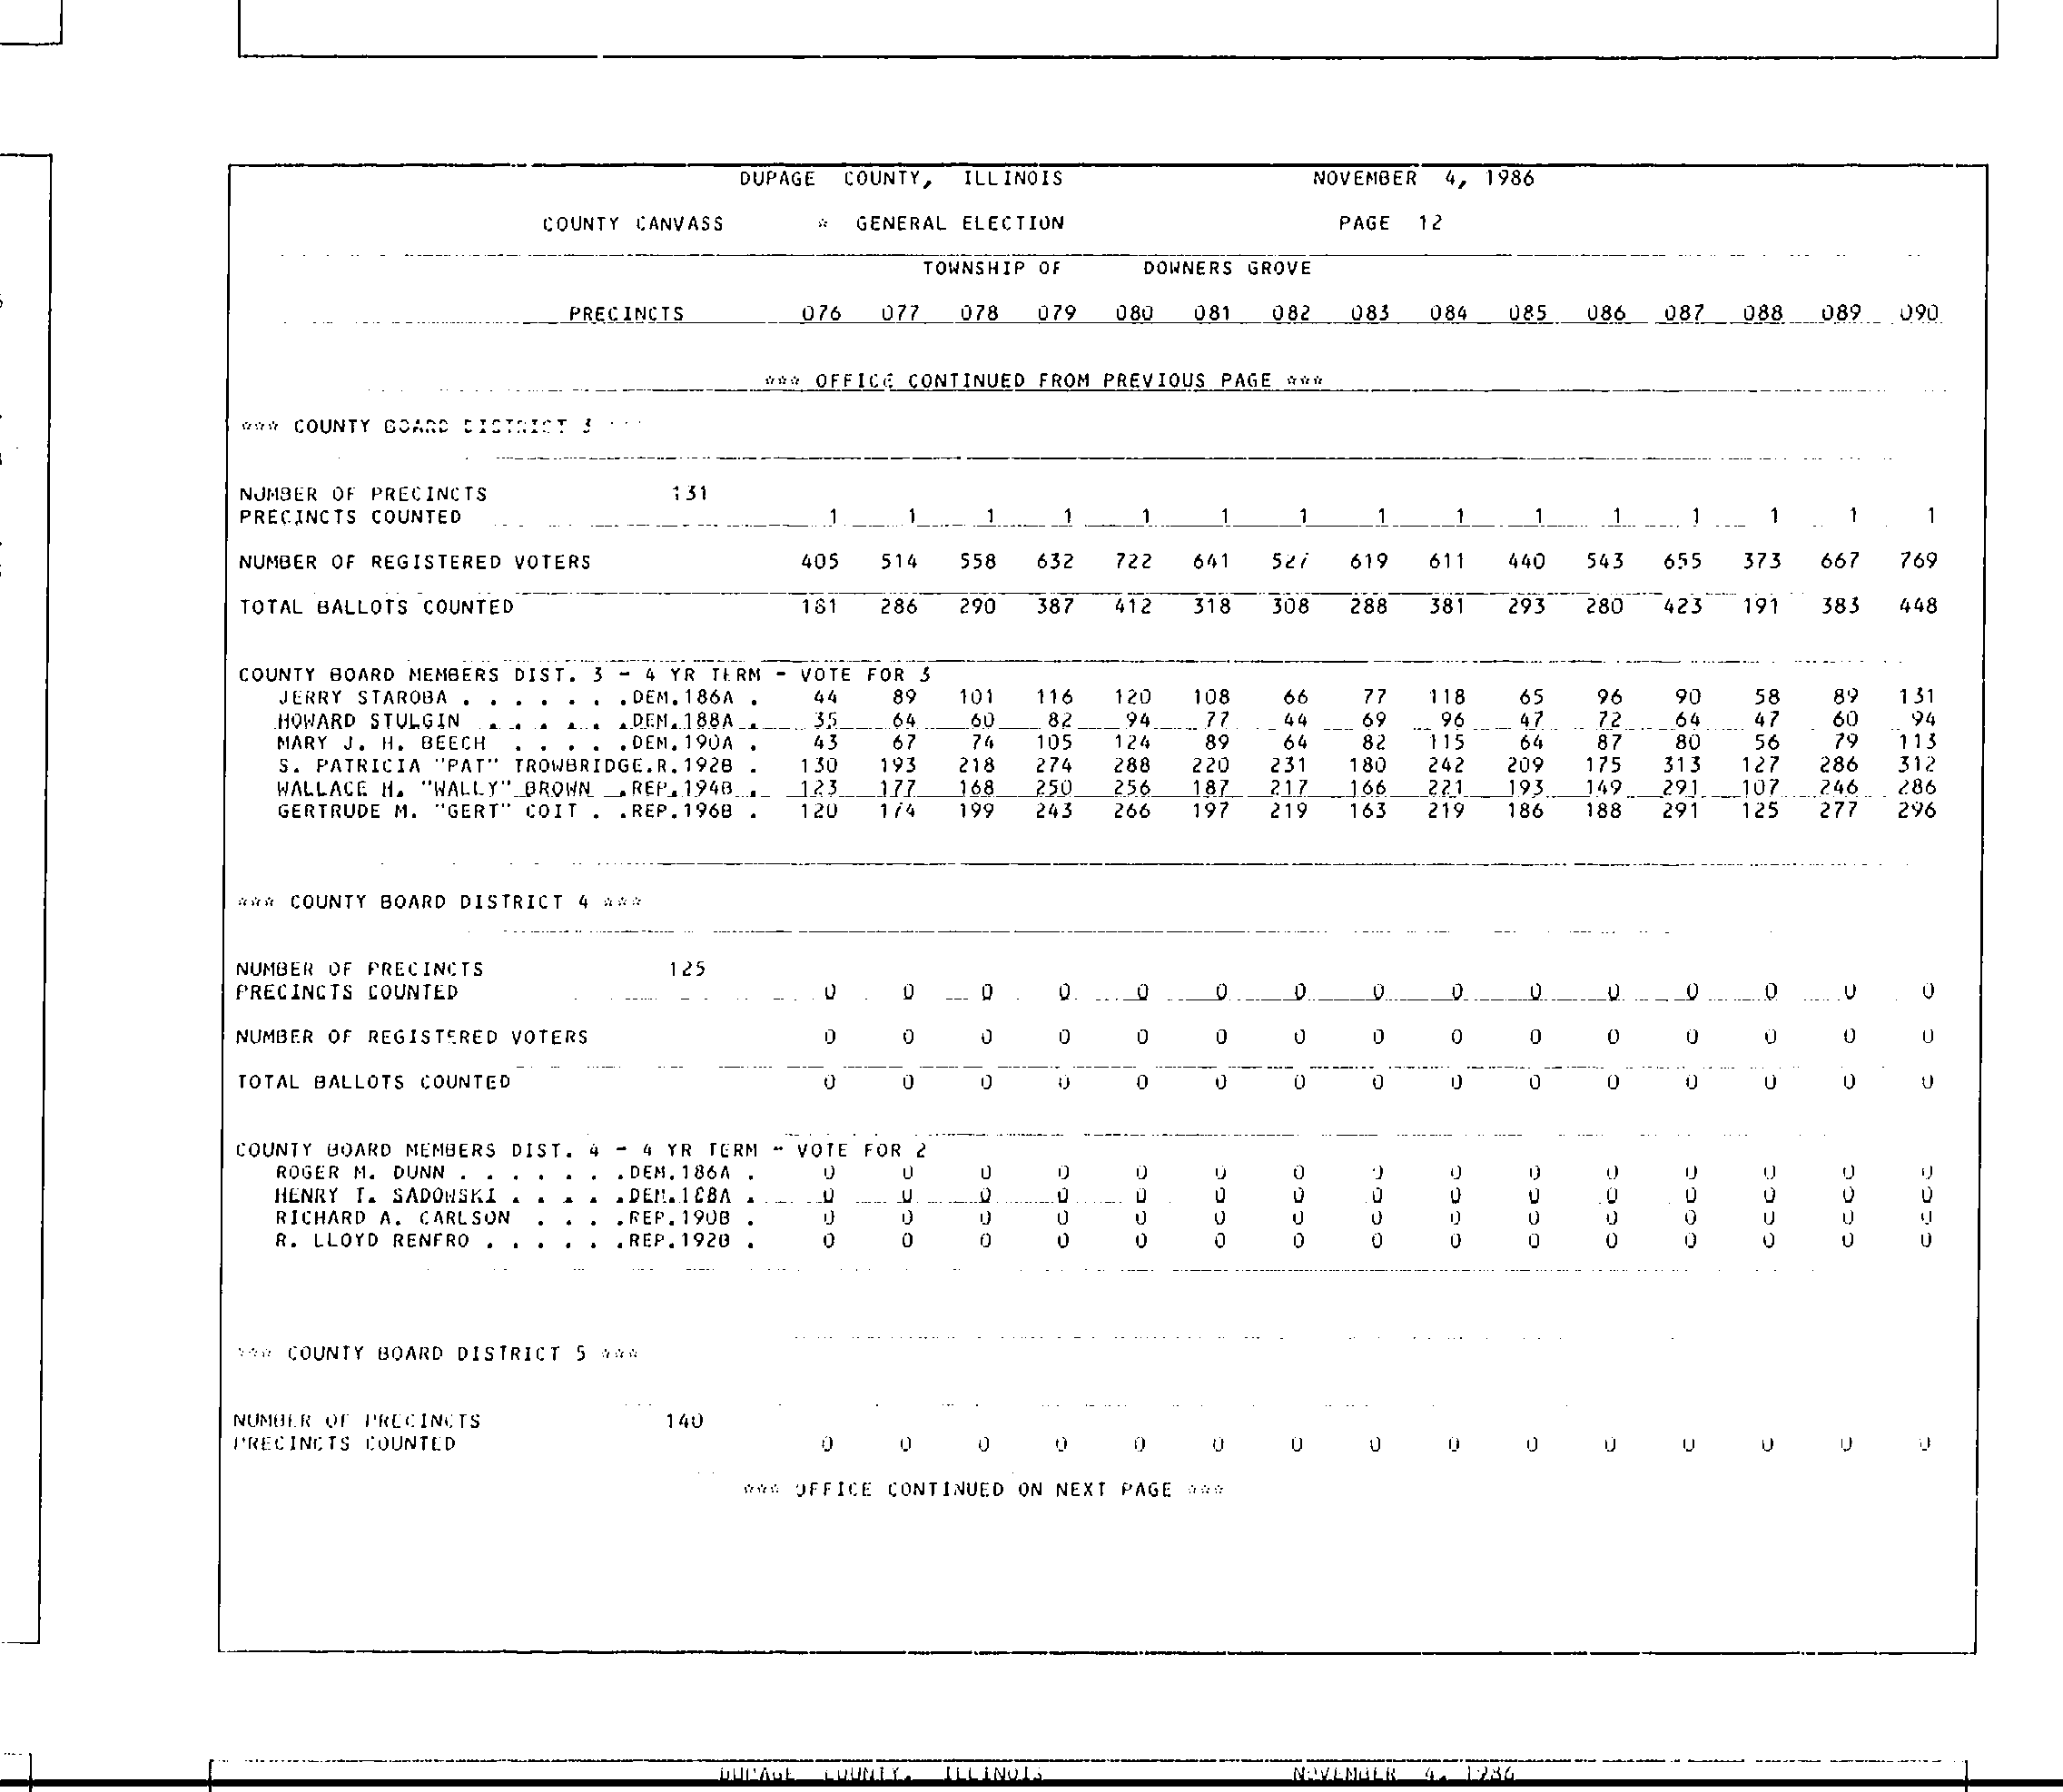 DUPAGE COUNTY, ILLINOIS NOVEMBER 4, 1986
COUNTY CANVASS * GENERAL ELECTION PAGE 12
TOWNSHIP OF DOWNERS GROVE
PRECINCTS 076 077 078 079 080 081 082 083 084 085 086 087 088 089 090
*** OFFICE CONTINUED FROM PREVIOUS PAGE ***
*** COUNTY BOARD DISTRICT 3 ***
NUMBER OF PRECINCTS 131
PRECINCTS COUNTED 1 1 1 1 1 1 1 1 1 1 1 1 1 1 1
NUMBER OF REGISTERED VOTERS 405 514 558 632 722 641 527 619 611 440 543 655 373 667 769
TOTAL BALLOTS COUNTED 181 286 290 387 412 318 308 288 381 293 280 423 191 383 448
COUNTY BOARD MEMBERS DIST. 3 - 4 YR TERM - VOTE FOR 3
JERRY STAROBA . . . . . . .DEM.186A . 44 89 101 116 120 108 66 77 118 65 96 90 58 89 131
HOWARD STULGIN . . . . . .DEM.188A . 35 64 60 82 94 77 44 69 96 47 72 64 47 60 94
MARY J. H. BEECH . . . . .DEM.190A . 43 67 74 105 124 89 64 82 115 64 87 80 56 79 113
S. PATRICIA "PAT" TROWBRIDGE.R.192B . 130 193 218 274 288 220 231 180 242 209 175 313 127 286 312
WALLACE H. "WALLY" BROWN .REP.194B . 123 177 168 250 256 187 217 166 221 193 149 291 107 246 286
GERTRUDE M. "GERT" COIT . .REP.196B . 120 174 199 243 266 197 219 163 219 186 188 291 125 277 296
*** COUNTY BOARD DISTRICT 4 ***
NUMBER OF PRECINCTS 125
PRECINCTS COUNTED 0 0 0 0 0 0 0 0 0 0 0 0 0 0 0
NUMBER OF REGISTERED VOTERS 0 0 0 0 0 0 0 0 0 0 0 0 0 0 0
TOTAL BALLOTS COUNTED 0 0 0 0 0 0 0 0 0 0 0 0 0 0 0
COUNTY BOARD MEMBERS DIST. 4 - 4 YR TERM - VOTE FOR 2
ROGER M. DUNN . . . . . . .DEM.186A . 0 0 0 0 0 0 0 0 0 0 0 0 0 0 0
HENRY T. SADOWSKI . . . . .DEM.188A . 0 0 0 0 0 0 0 0 0 0 0 0 0 0 0
RICHARD A. CARLSON . . . .REP.190B . 0 0 0 0 0 0 0 0 0 0 0 0 0 0 0
R. LLOYD RENFRO . . . . . .REP.192B . 0 0 0 0 0 0 0 0 0 0 0 0 0 0 0
*** COUNTY BOARD DISTRICT 5 ***
NUMBER OF PRECINCTS 140
PRECINCTS COUNTED 0 0 0 0 0 0 0 0 0 0 0 0 0 0 0
*** OFFICE CONTINUED ON NEXT PAGE ***
DUPAGE COUNTY, ILLINOIS NOVEMBER 4, 1986